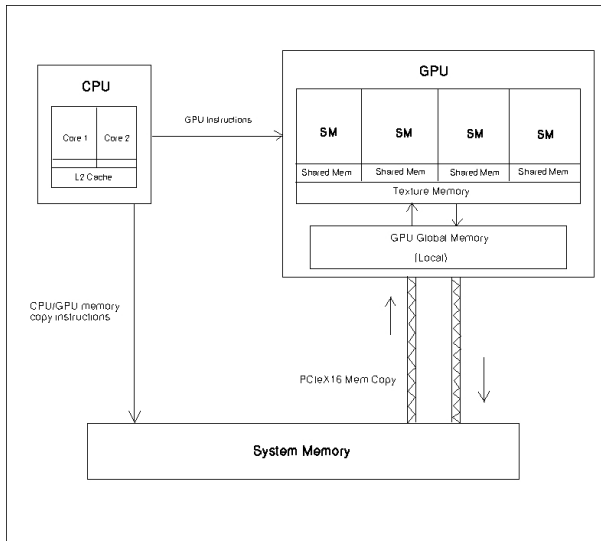 CPU
Core 1
Core 2
L2 Cache
GPU Instructions
GPU
SM
SM
SM
SM
Shared Mem
Shared Mem
Shared Mem
Shared Mem
Texture Memory
GPU Global Memory
(Local)
CPU/GPU memory
copy instructions
PCIeX16 Mem Copy
System Memory